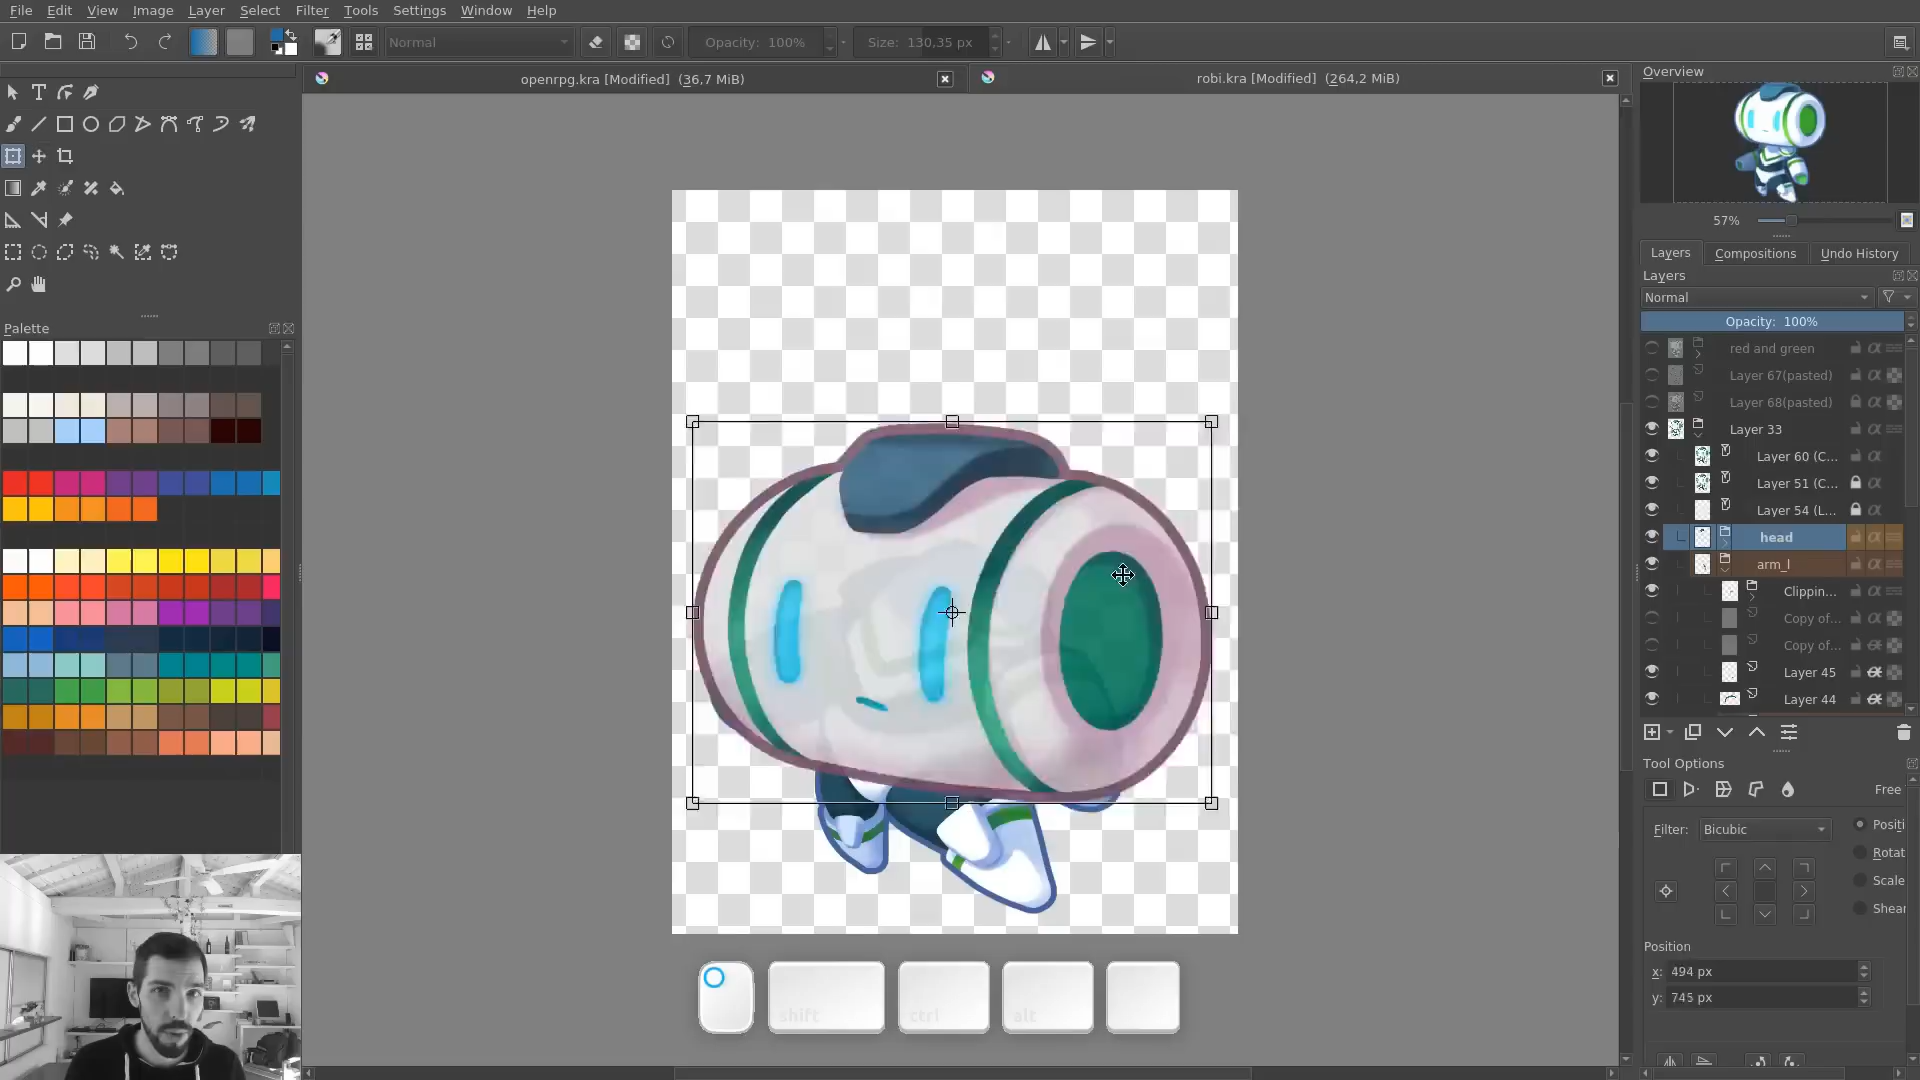 File Edit View Image Layer Select Filter Tools Settings Window Help
Normal
Opacity: 100%
Size: 130,35 px
openrpg.kra [Modified] (36,7 MiB)
robi.kra [Modified] (264,2 MiB)
Overview
57%
Layers Compositions Undo History
Layers
Normal
Opacity: 100%
red and green
Layer 67(pasted)
Layer 68(pasted)
Layer 33
Layer 60 (C...
Layer 51 (C...
Layer 54 (L...
head
arm_l
Clippin...
Copy of...
Copy of...
Layer 45
Layer 44
Palette
Tool Options
Free
Filter: Bicubic
Positi
Rotat
Scale
Shear
Position
x: 494 px
y: 745 px
shift
ctrl
alt